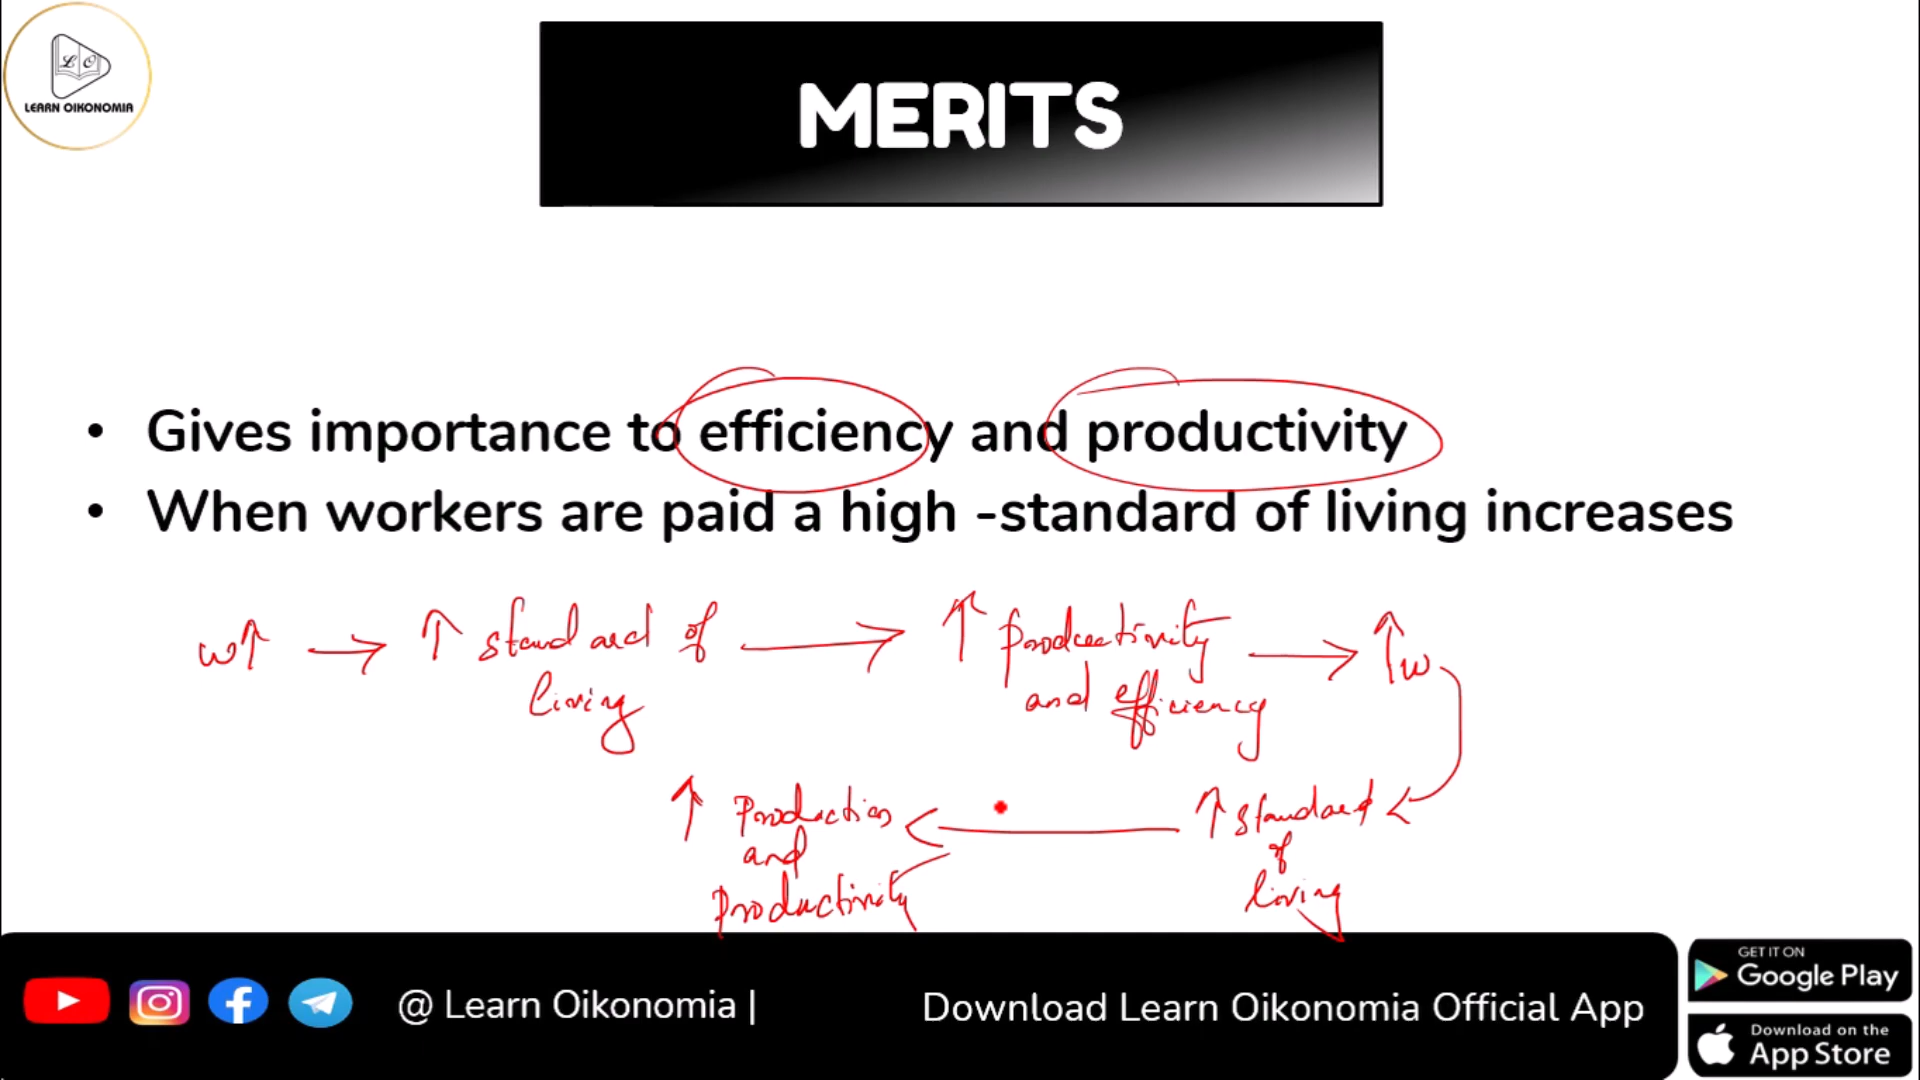 LO
LEARN OIKONOMIA
MERITS
• Gives importance to efficiency and productivity
• When workers are paid a high -standard of living increases
w↑ → ↑ standard of living → ↑ productivity and efficiency → ↑w
↑ standard of living
↑ Production and productivity
@ Learn Oikonomia |
Download Learn Oikonomia Official App
GET IT ON
Google Play
Download on the
App Store